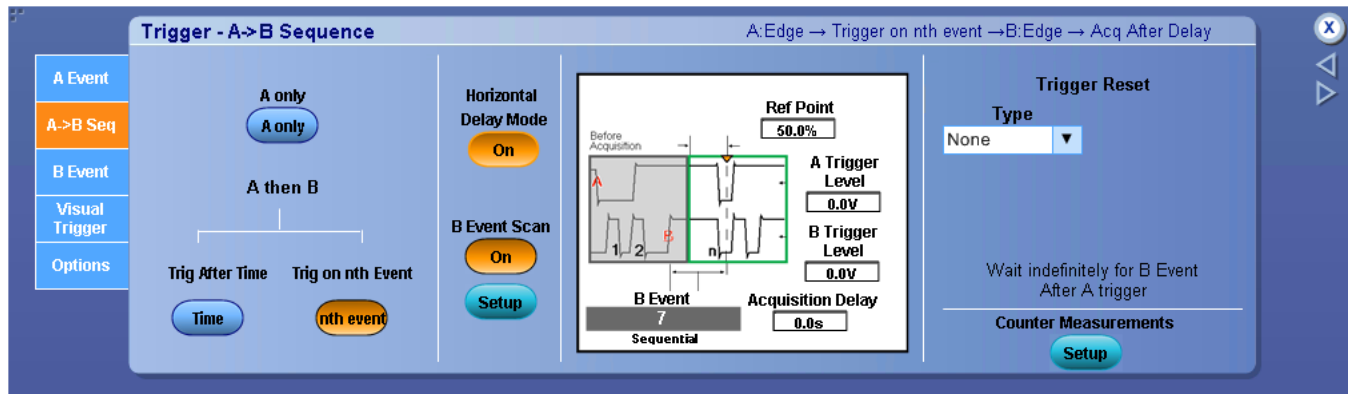 Trigger - A->B Sequence
A:Edge → Trigger on nth event →B:Edge → Acq After Delay
X
A Event
A->B Seq
B Event
Visual
Trigger
Options
A only
A only
A then B
Trig After Time
Trig on nth Event
Time
nth event
Horizontal
Delay Mode
On
B Event Scan
On
Setup
Before
Acquisition
A
B
1
2
n
Ref Point
50.0%
A Trigger
Level
0.0V
B Trigger
Level
0.0V
B Event
7
Sequential
Acquisition Delay
0.0s
Trigger Reset
Type
None
Wait indefinitely for B Event
After A trigger
Counter Measurements
Setup